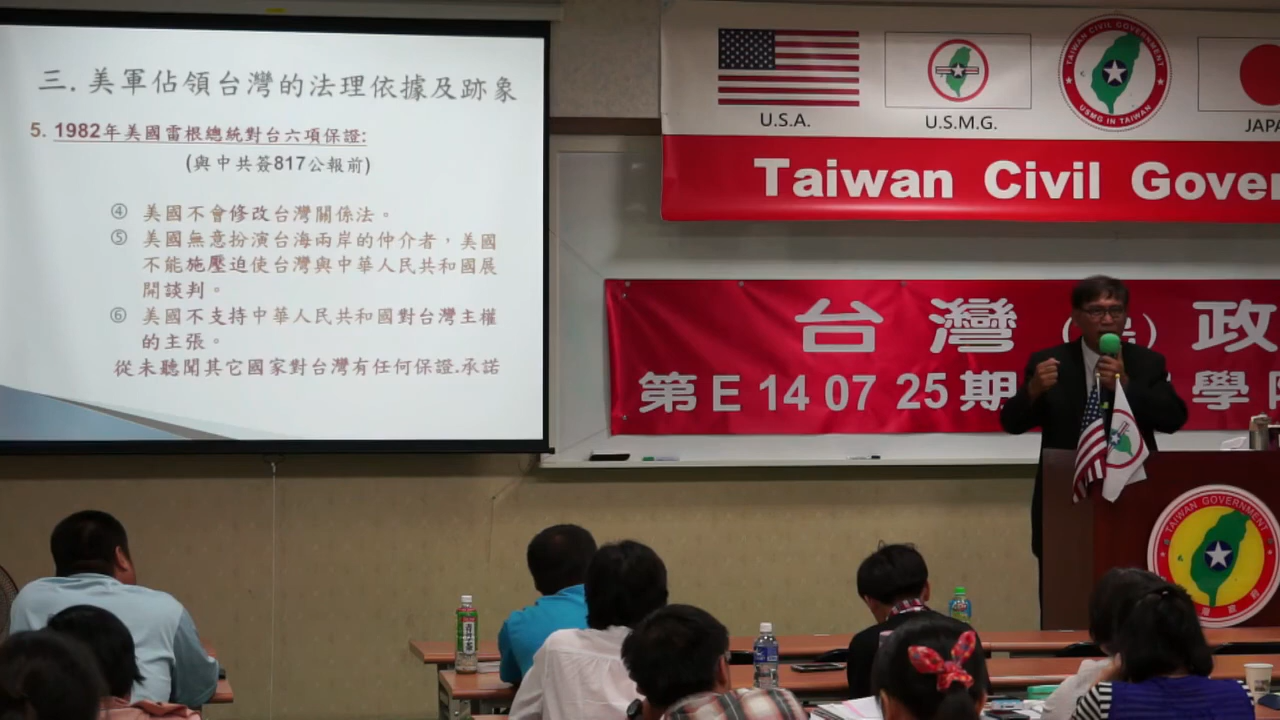 三. 美軍佔領台灣的法理依據及跡象
5. 1982年美國雷根總統對台六項保證:
(與中共簽817公報前)
④ 美國不會修改台灣關係法。
⑤ 美國無意扮演台海兩岸的仲介者，美國
不能施壓迫使台灣與中華人民共和國展
開談判。
⑥ 美國不支持中華人民共和國對台灣主權
的主張。
從未聽聞其它國家對台灣有任何保證.承諾
U.S.A.
U.S.M.G.
TAIWAN CIVIL GOVERNMENT
USMG IN TAIWAN
JAPA
Taiwan Civil Gover
台灣(民)政
第E 14 07 25期
學
TAIWAN GOVERNMENT